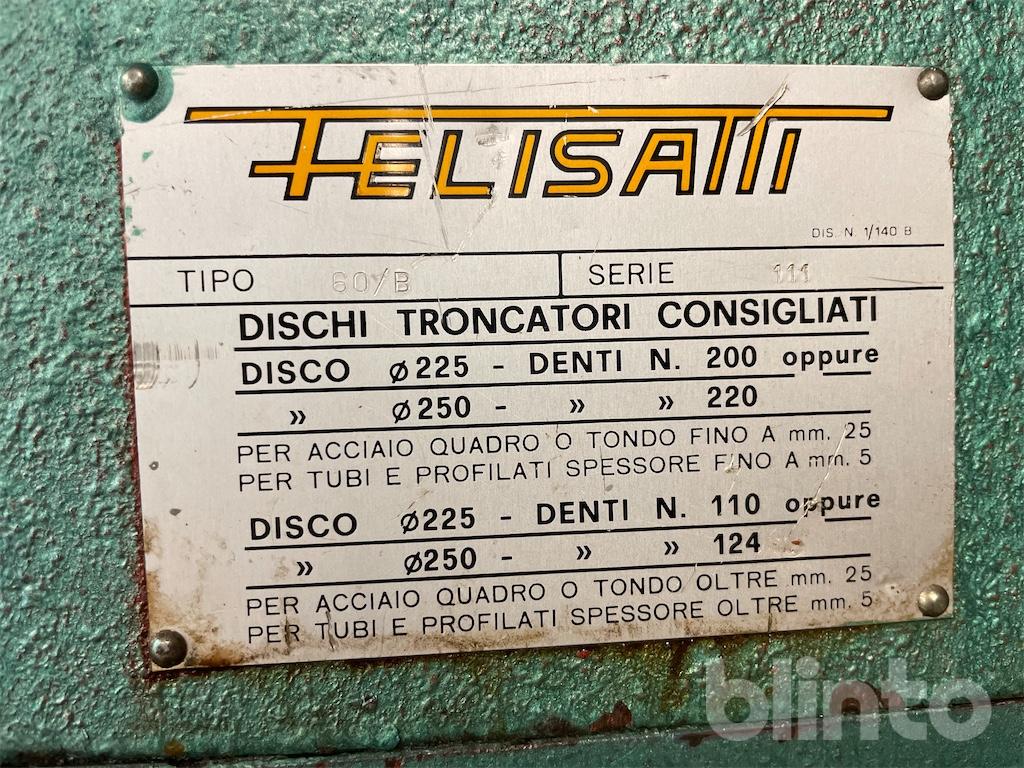 FELISATTI
DIS. N. 1/140 B
TIPO 60/B SERIE 111
DISCHI TRONCATORI CONSIGLIATI
DISCO ø225 - DENTI N. 200 oppure
» ø250 - » » 220
PER ACCIAIO QUADRO O TONDO FINO A mm. 25
PER TUBI E PROFILATI SPESSORE FINO A mm. 5
DISCO ø225 - DENTI N. 110 oppure
» ø250 - » » 124
PER ACCIAIO QUADRO O TONDO OLTRE mm. 25
PER TUBI E PROFILATI SPESSORE OLTRE mm. 5
blinto